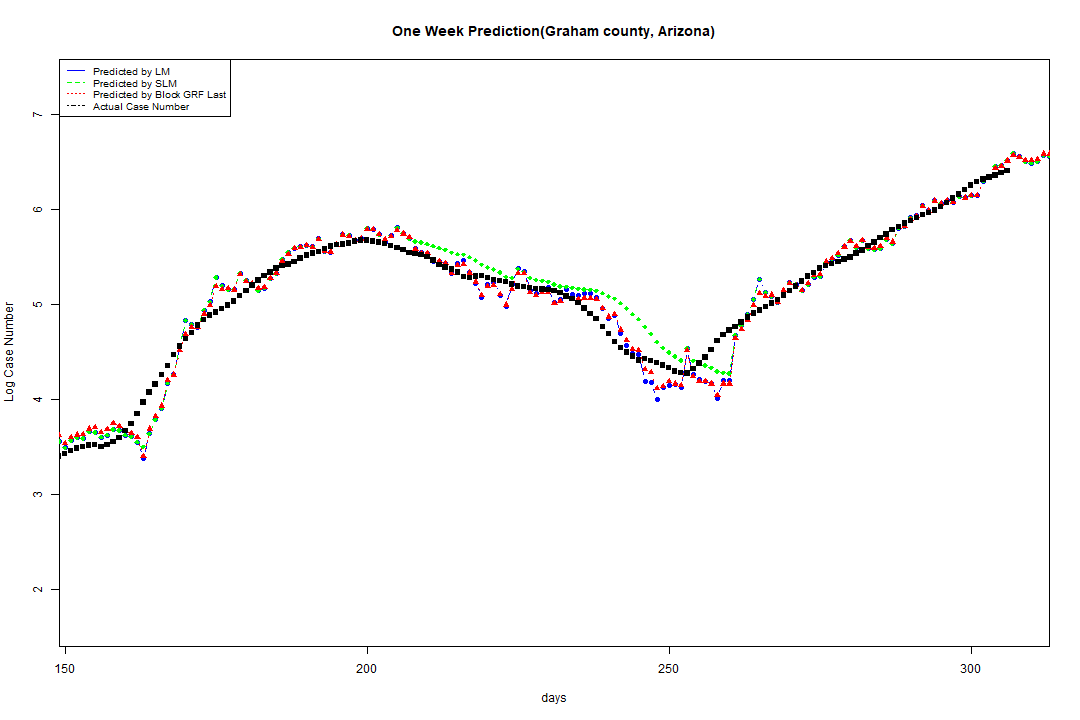 One Week Prediction(Graham county, Arizona)
Predicted by LM
Predicted by SLM
Predicted by Block GRF Last
Actual Case Number
7
6
5
4
3
2
Log Case Number
150 200 250 300
days